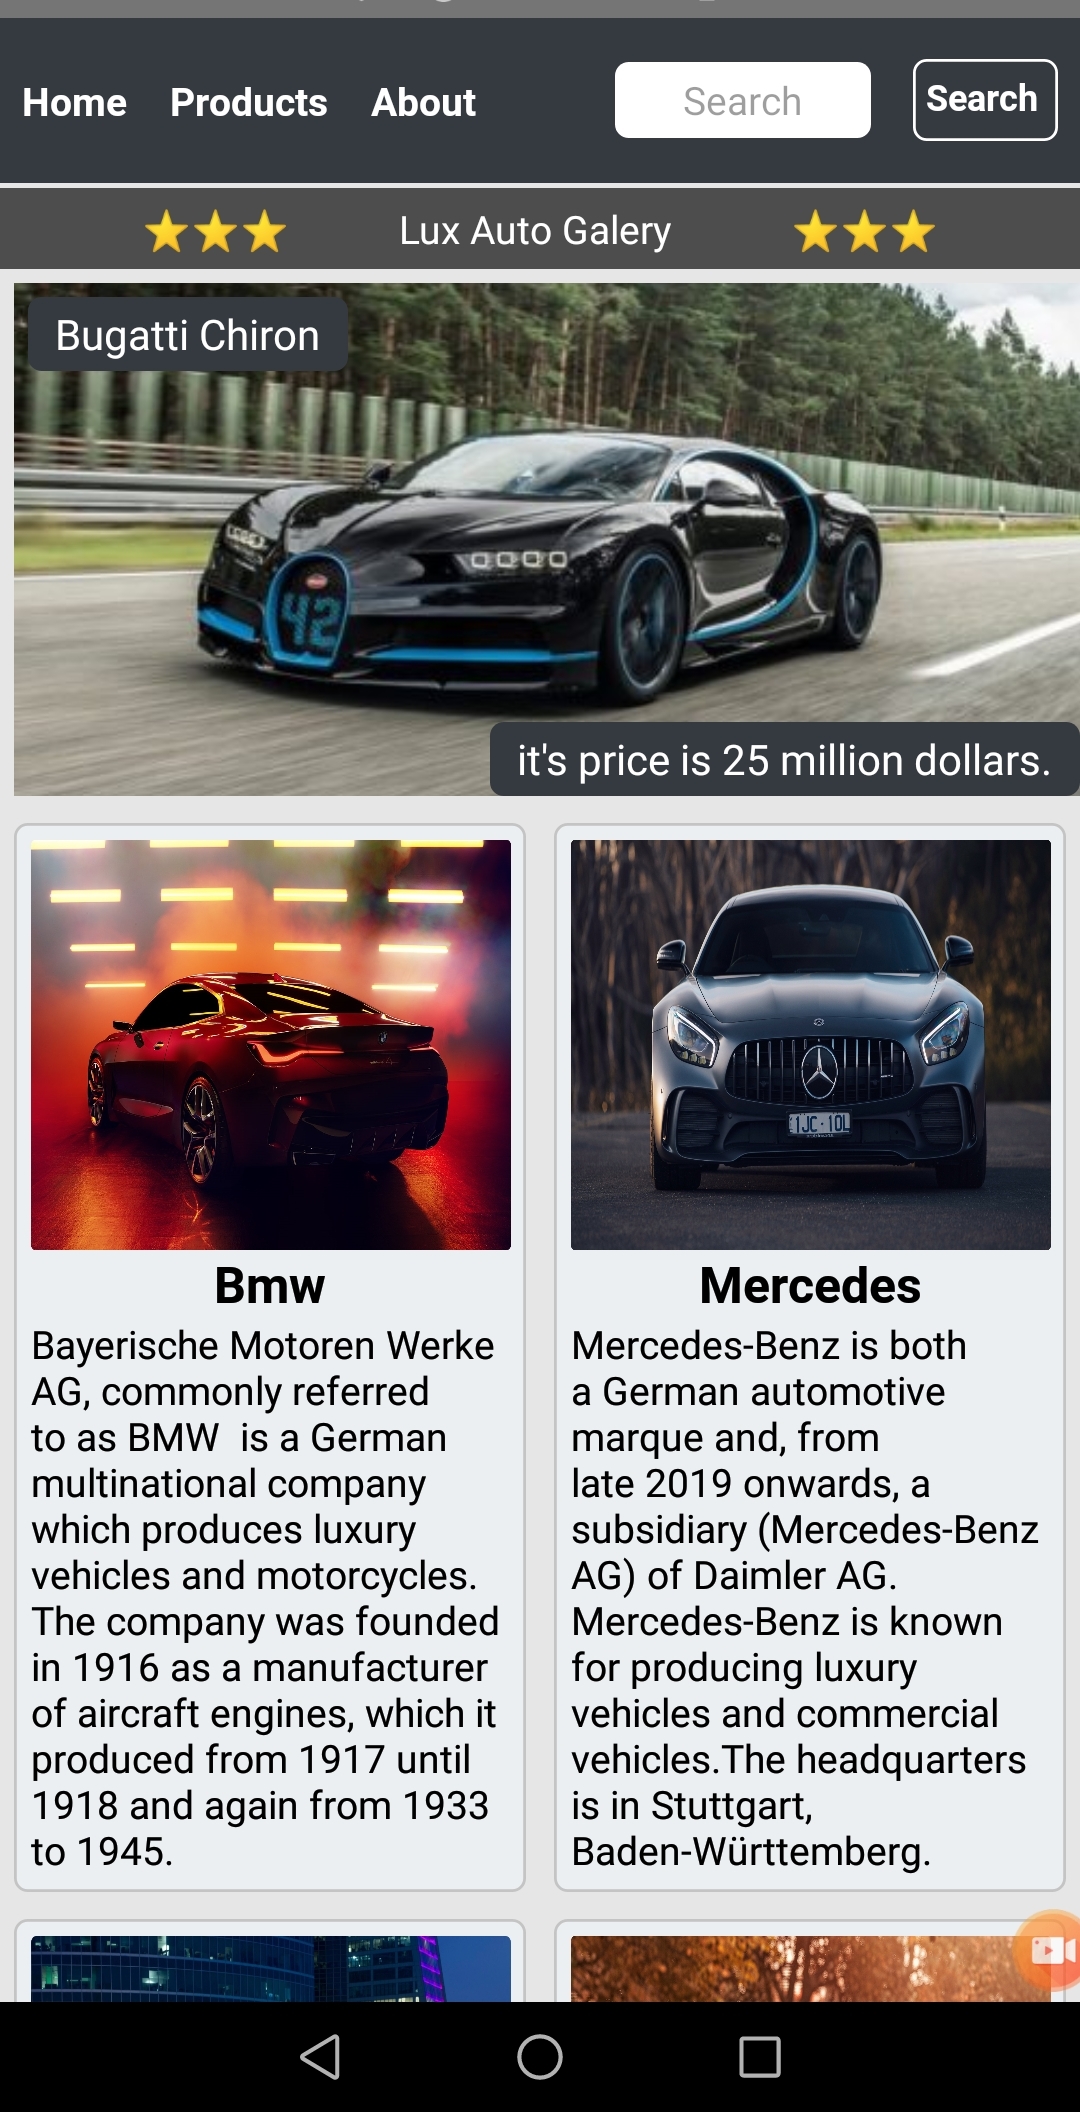 Home Products About Search Search
⭐⭐⭐ Lux Auto Galery ⭐⭐⭐
Bugatti Chiron
42
it's price is 25 million dollars.
Bmw
Bayerische Motoren Werke
AG, commonly referred
to as BMW  is a German
multinational company
which produces luxury
vehicles and motorcycles.
The company was founded
in 1916 as a manufacturer
of aircraft engines, which it
produced from 1917 until
1918 and again from 1933
to 1945.
1JC·1OL
Mercedes
Mercedes-Benz is both
a German automotive
marque and, from
late 2019 onwards, a
subsidiary (Mercedes-Benz
AG) of Daimler AG.
Mercedes-Benz is known
for producing luxury
vehicles and commercial
vehicles.The headquarters
is in Stuttgart,
Baden-Württemberg.